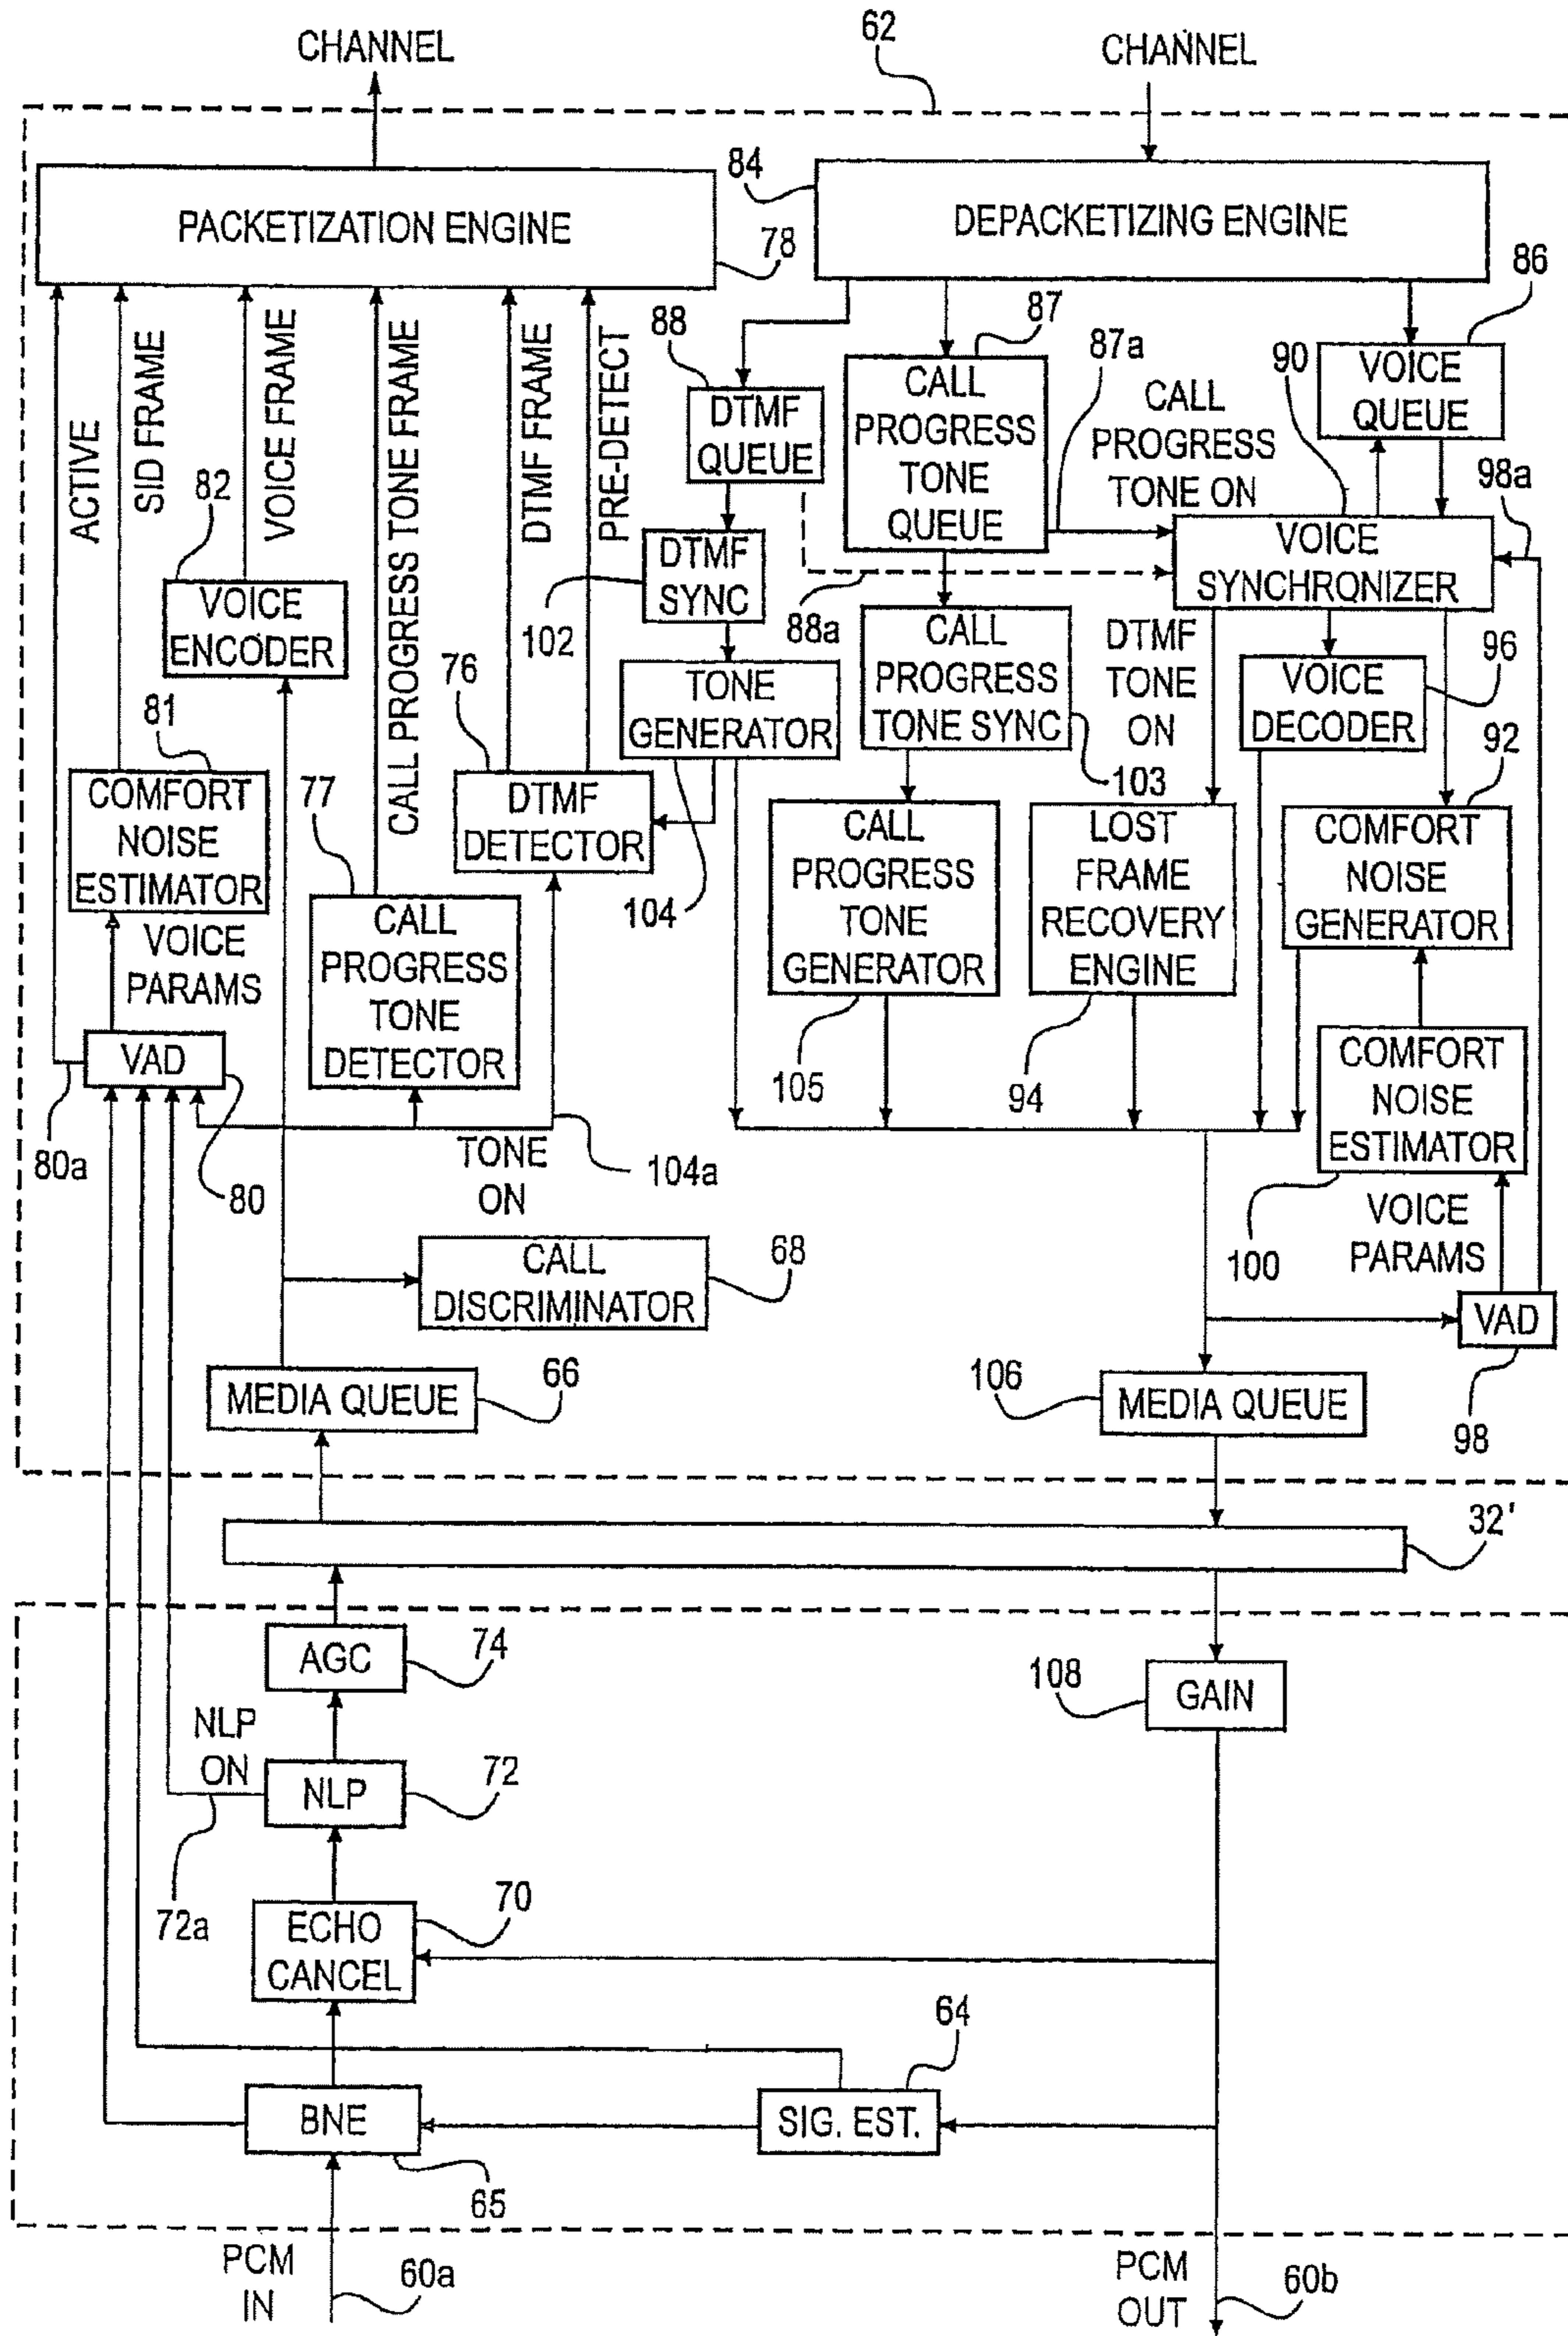 CHANNEL
62
CHANNEL
PACKETIZATION ENGINE
78
84
DEPACKETIZING ENGINE
86
ACTIVE
SID FRAME
VOICE FRAME
CALL PROGRESS TONE FRAME
DTMF FRAME
PRE-DETECT
88
DTMF
QUEUE
87
CALL
PROGRESS
TONE
QUEUE
87a
CALL
PROGRESS
TONE ON
90
VOICE
QUEUE
98a
82
VOICE
ENCODER
102
DTMF
SYNC
88a
VOICE
SYNCHRONIZER
CALL
PROGRESS
TONE SYNC
103
DTMF
TONE
ON
VOICE
DECODER
96
92
81
COMFORT
NOISE
ESTIMATOR
77
76
DTMF
DETECTOR
TONE
GENERATOR
104
CALL
PROGRESS
TONE
GENERATOR
105
LOST
FRAME
RECOVERY
ENGINE
94
COMFORT
NOISE
GENERATOR
VOICE
PARAMS
CALL
PROGRESS
TONE
DETECTOR
VAD
80a
80
TONE
ON
104a
COMFORT
NOISE
ESTIMATOR
100
VOICE
PARAMS
CALL
DISCRIMINATOR
68
VAD
98
MEDIA QUEUE
66
106
MEDIA QUEUE
32'
AGC
74
108
GAIN
NLP
ON
NLP
72
72a
ECHO
CANCEL
70
64
BNE
65
SIG. EST.
PCM
IN
60a
PCM
OUT
60b